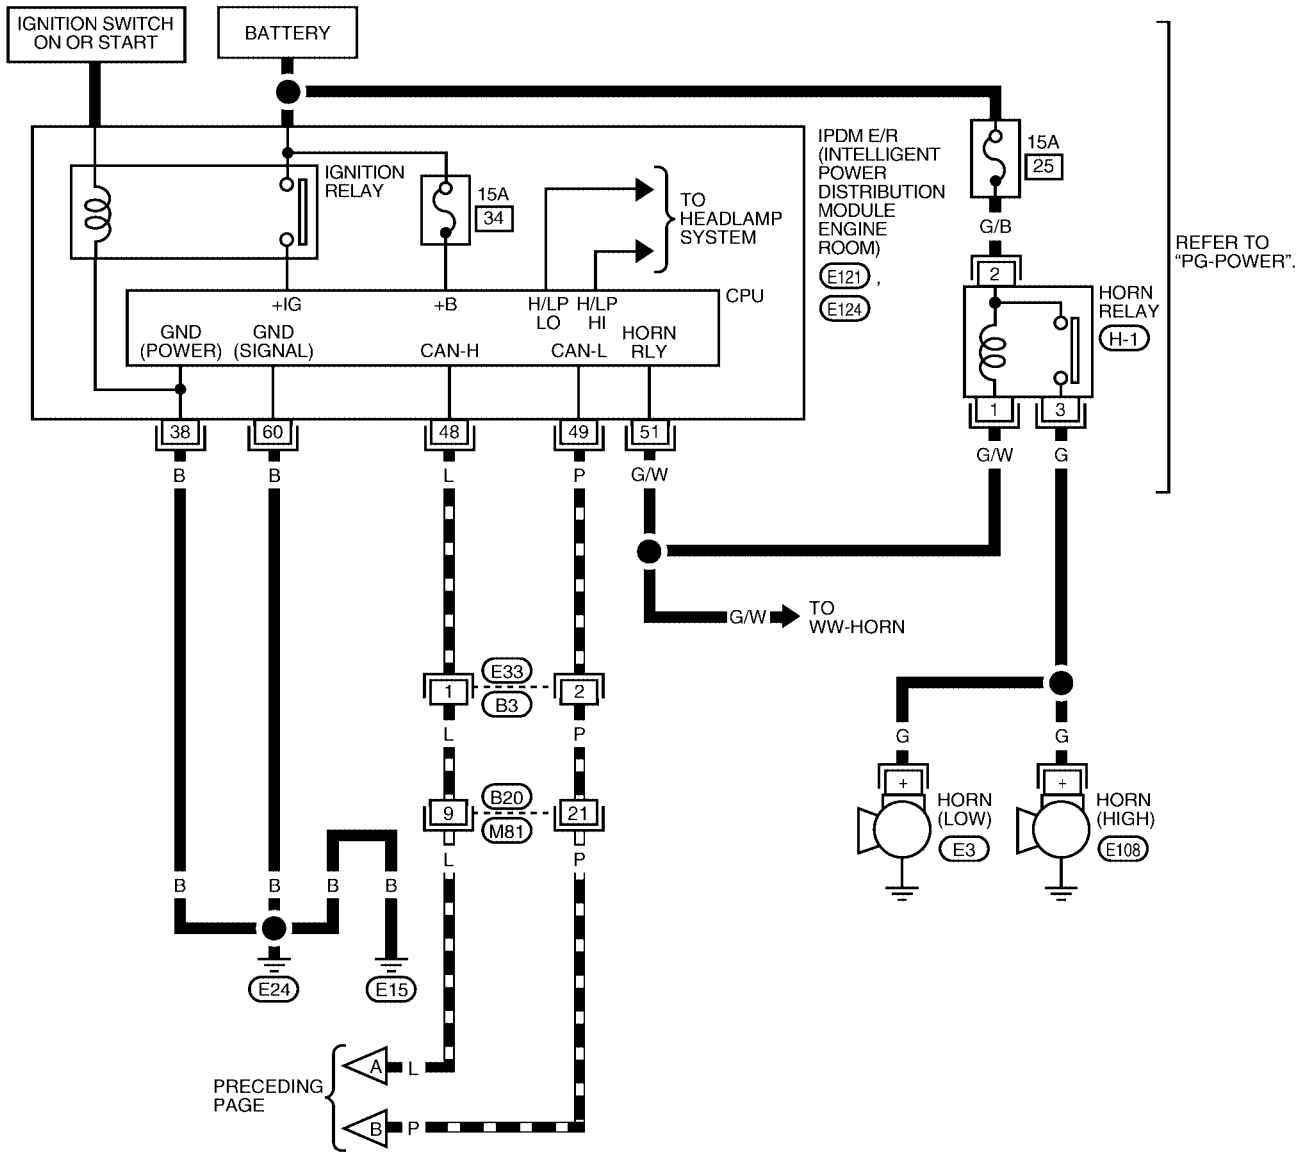 IGNITION SWITCH
ON OR START
BATTERY
IGNITION
RELAY
15A
34
TO
HEADLAMP
SYSTEM
IPDM E/R
(INTELLIGENT
POWER
DISTRIBUTION
MODULE
ENGINE
ROOM)
E121 ,
E124
15A
25
G/B
2
HORN
RELAY
H-1
REFER TO
“PG-POWER”.
CPU
+IG
+B
H/LP
LO
H/LP
HI
GND
(POWER)
GND
(SIGNAL)
CAN-H
CAN-L
HORN
RLY
38
60
48
49
51
1
3
B
B
L
P
G/W
G/W
G
G/W
TO
WW-HORN
1
E33
B3
2
L
P
G
G
9
B20
M81
21
+
HORN
(LOW)
E3
+
HORN
(HIGH)
E108
L
P
B
B
B
B
E24
E15
PRECEDING
PAGE
A
L
B
P